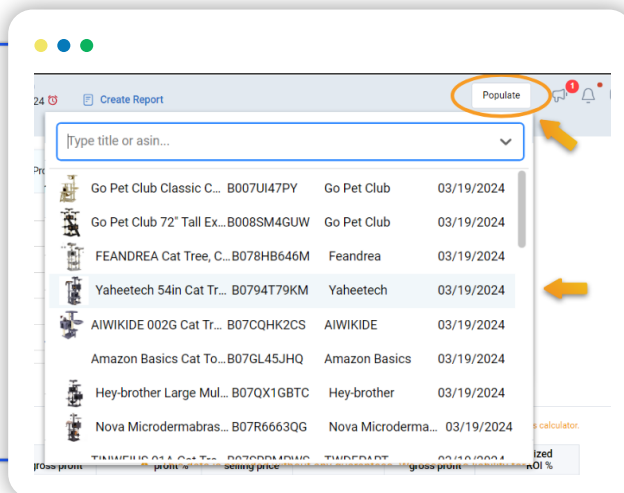 24
Create Report
Populate
1
Type title or asin...
Pro
Go Pet Club Classic C... B007UI47PY Go Pet Club 03/19/2024
Go Pet Club 72" Tall Ex... B008SM4GUW Go Pet Club 03/19/2024
FEANDREA Cat Tree, C... B078HB646M Feandrea 03/19/2024
Yaheetech 54in Cat Tr... B0794T79KM Yaheetech 03/19/2024
AIWIKIDE 002G Cat Tr... B07CQHK2CS AIWIKIDE 03/19/2024
Amazon Basics Cat To... B07GL45JHQ Amazon Basics 03/19/2024
Hey-brother Large Mul... B07QX1GBTC Hey-brother 03/19/2024
Nova Microdermabras... B07R6663QG Nova Microderma... 03/19/2024
s calculator.
gross profit profit % selling price gross profit ROI %